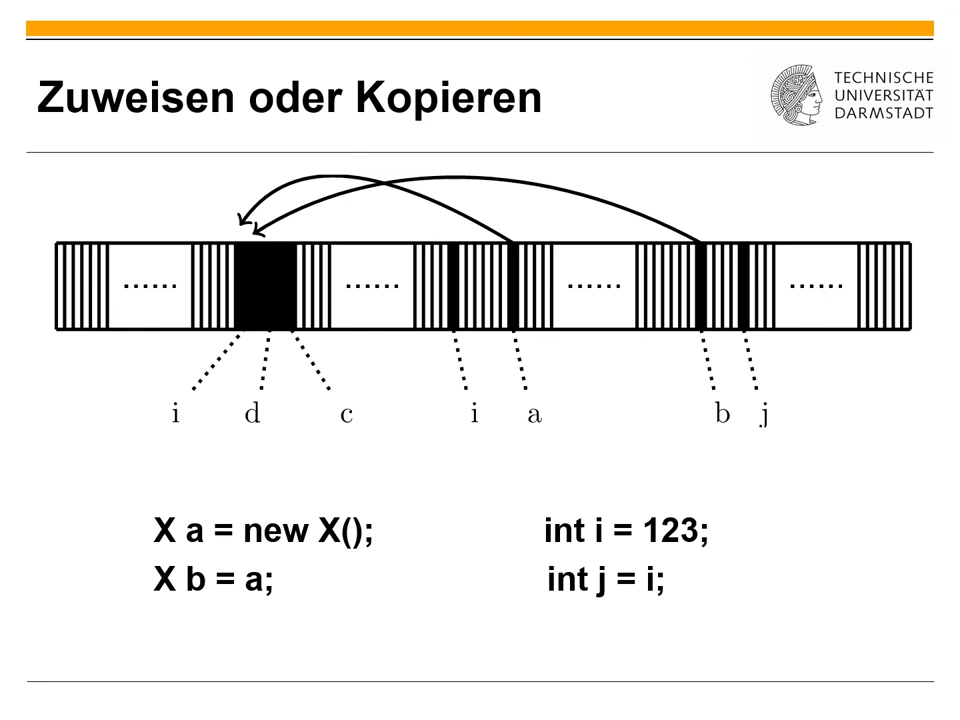 Zuweisen oder Kopieren
TECHNISCHE
UNIVERSITÄT
DARMSTADT
...... ...... ...... ......
i d c i a b j
X a = new X(); int i = 123;
X b = a; int j = i;